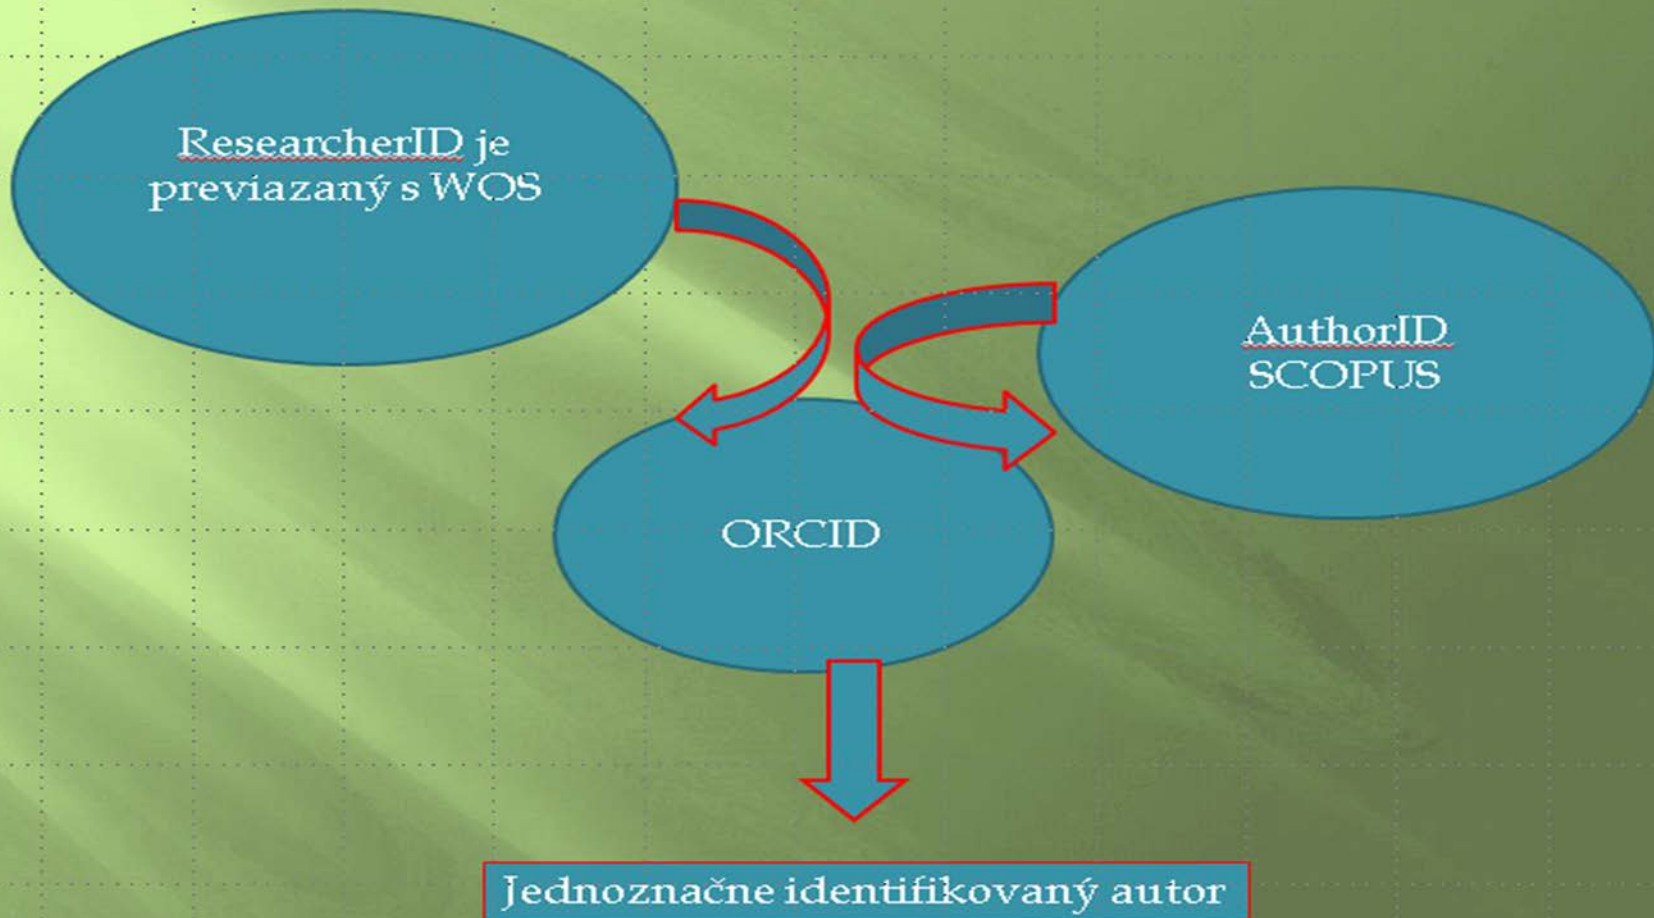 ResearcherID je
previazaný s WOS
AuthorID
SCOPUS
ORCID
Jednoznačne identifikovaný autor